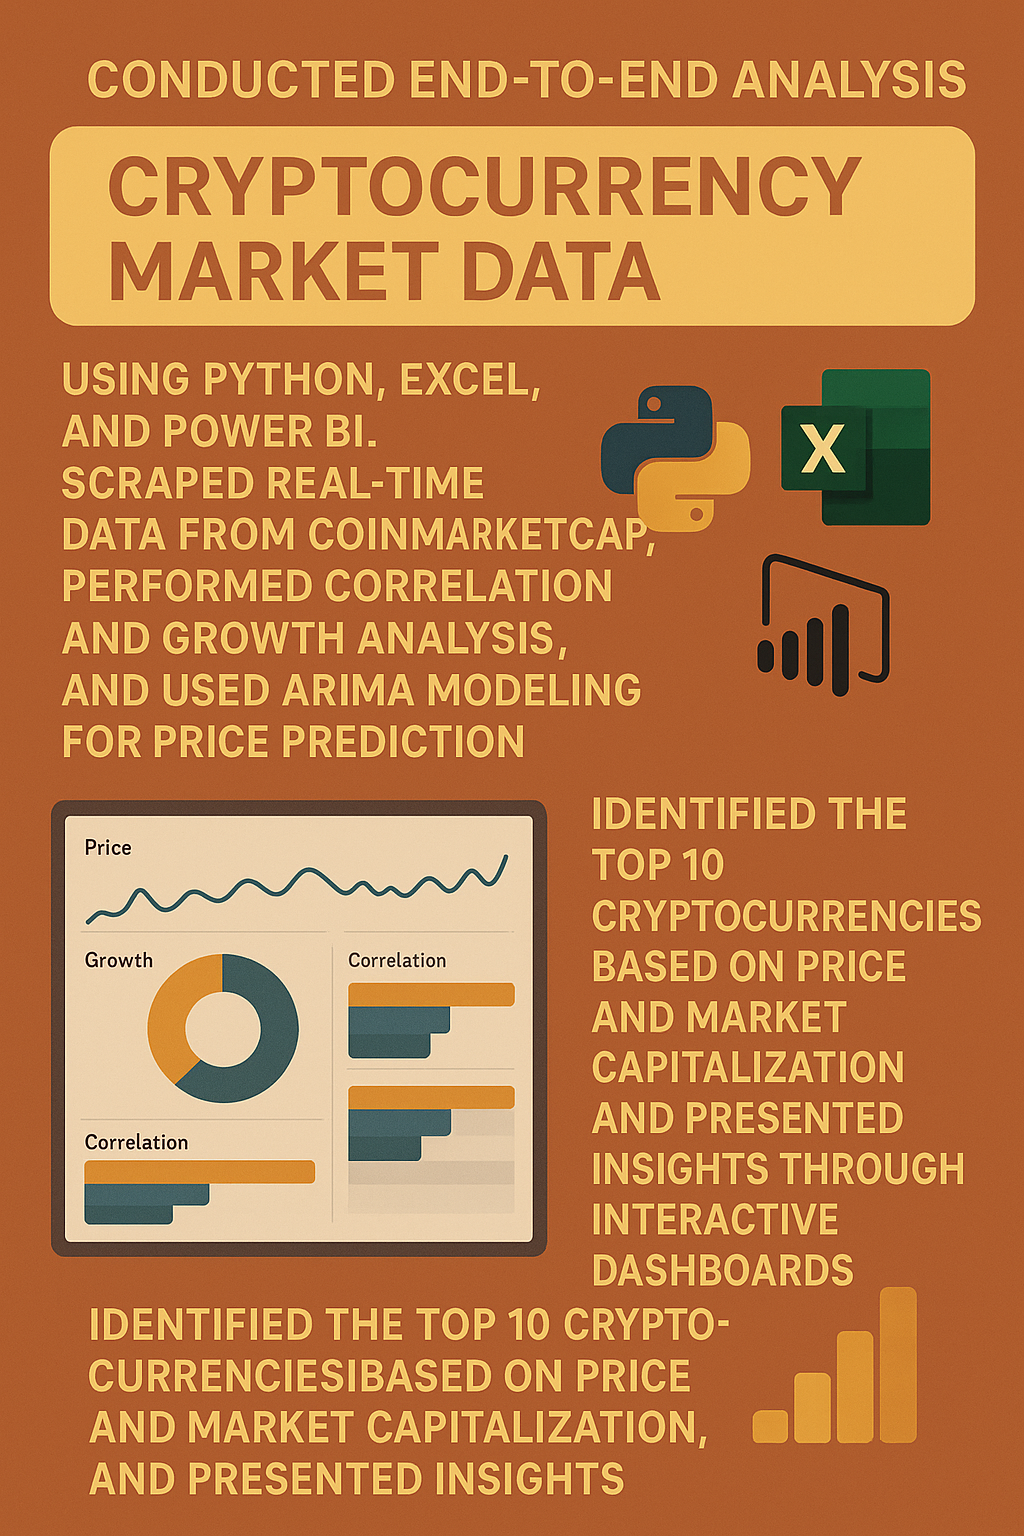 CONDUCTED END-TO-END ANALYSIS
CRYPTOCURRENCY
MARKET DATA
USING PYTHON, EXCEL,
AND POWER BI.
SCRAPED REAL-TIME
DATA FROM COINMARKETCAP,
PERFORMED CORRELATION
AND GROWTH ANALYSIS,
AND USED ARIMA MODELING
FOR PRICE PREDICTION
X
Price
Growth
Correlation
Correlation
IDENTIFIED THE
TOP 10
CRYPTOCURRENCIES
BASED ON PRICE
AND MARKET
CAPITALIZATION
AND PRESENTED
INSIGHTS THROUGH
INTERACTIVE
DASHBOARDS
IDENTIFIED THE TOP 10 CRYPTO-
CURRENCIESIBASED ON PRICE
AND MARKET CAPITALIZATION,
AND PRESENTED INSIGHTS